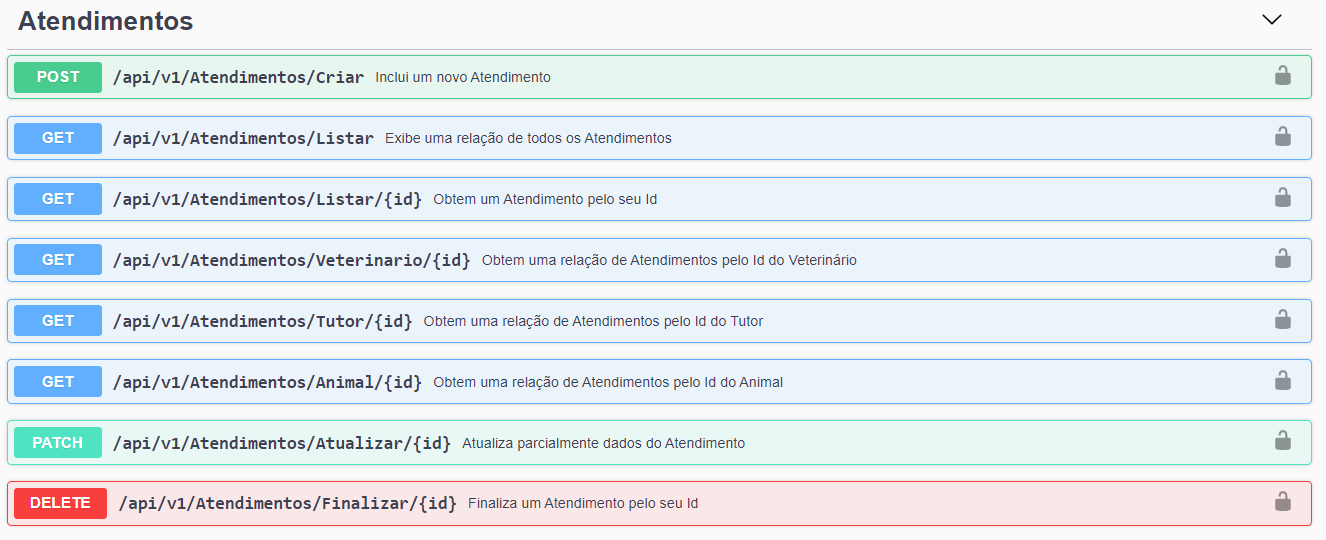 Atendimentos
POST /api/v1/Atendimentos/Criar Inclui um novo Atendimento
GET /api/v1/Atendimentos/Listar Exibe uma relação de todos os Atendimentos
GET /api/v1/Atendimentos/Listar/{id} Obtem um Atendimento pelo seu Id
GET /api/v1/Atendimentos/Veterinario/{id} Obtem uma relação de Atendimentos pelo Id do Veterinário
GET /api/v1/Atendimentos/Tutor/{id} Obtem uma relação de Atendimentos pelo Id do Tutor
GET /api/v1/Atendimentos/Animal/{id} Obtem uma relação de Atendimentos pelo Id do Animal
PATCH /api/v1/Atendimentos/Atualizar/{id} Atualiza parcialmente dados do Atendimento
DELETE /api/v1/Atendimentos/Finalizar/{id} Finaliza um Atendimento pelo seu Id